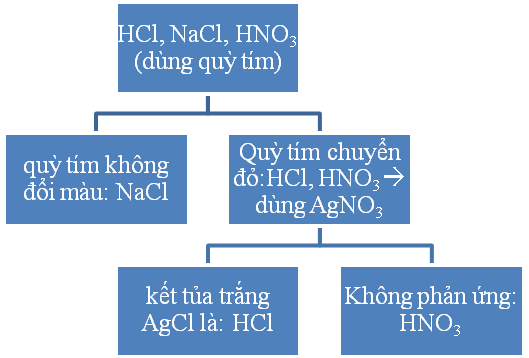 HCl, NaCl, HNO₃
(dùng quỳ tím)
quỳ tím không
đổi màu: NaCl
Quỳ tím chuyển
đỏ:HCl, HNO₃→
dùng AgNO₃
kết tủa trắng
AgCl là: HCl
Không phản ứng:
HNO₃